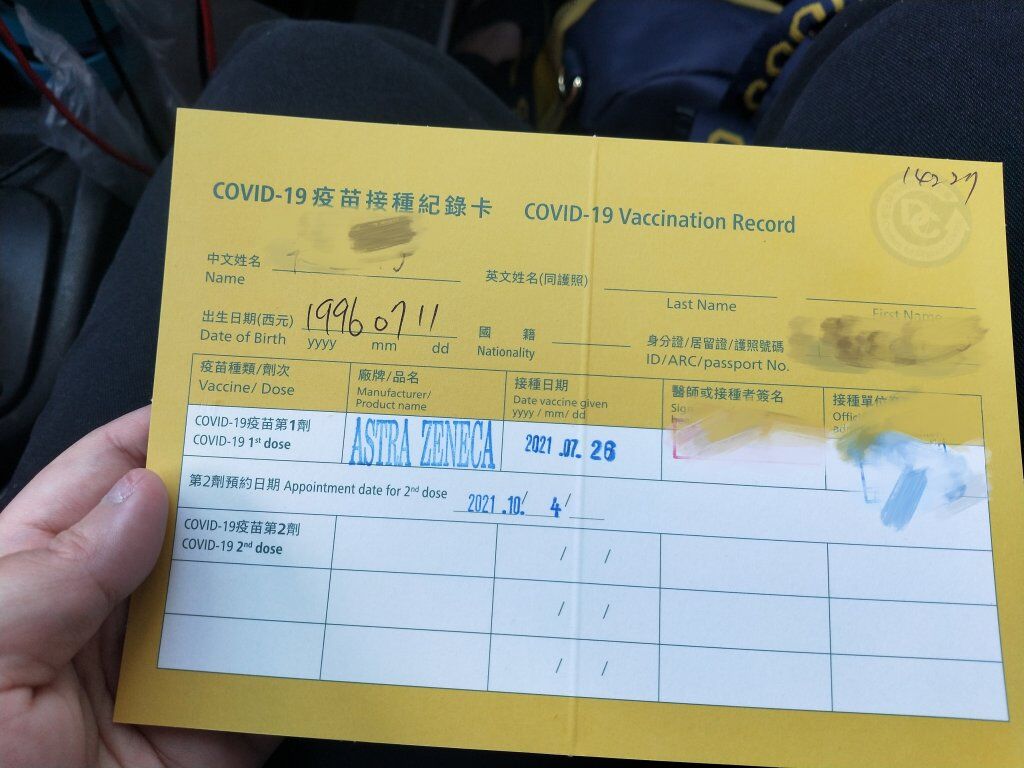 14227
COVID-19 疫苗接種紀錄卡 COVID-19 Vaccination Record
中文姓名
Name
英文姓名(同護照)
Last Name
First Name
出生日期(西元)
Date of Birth
1996 07 11
yyyy mm dd
國籍
Nationality
身分證/居留證/護照號碼
ID/ARC/passport No.
疫苗種類/劑次
Vaccine/ Dose
廠牌/品名
Manufacturer/
Product name
接種日期
Date vaccine given
yyyy / mm/ dd
醫師或接種者簽名
接種單位
COVID-19疫苗第1劑
COVID-19 1st dose
ASTRA ZENECA
2021.07.26
第2劑預約日期 Appointment date for 2nd dose
2021.10/ 4/
COVID-19疫苗第2劑
COVID-19 2nd dose
/ /
/ /
/ /